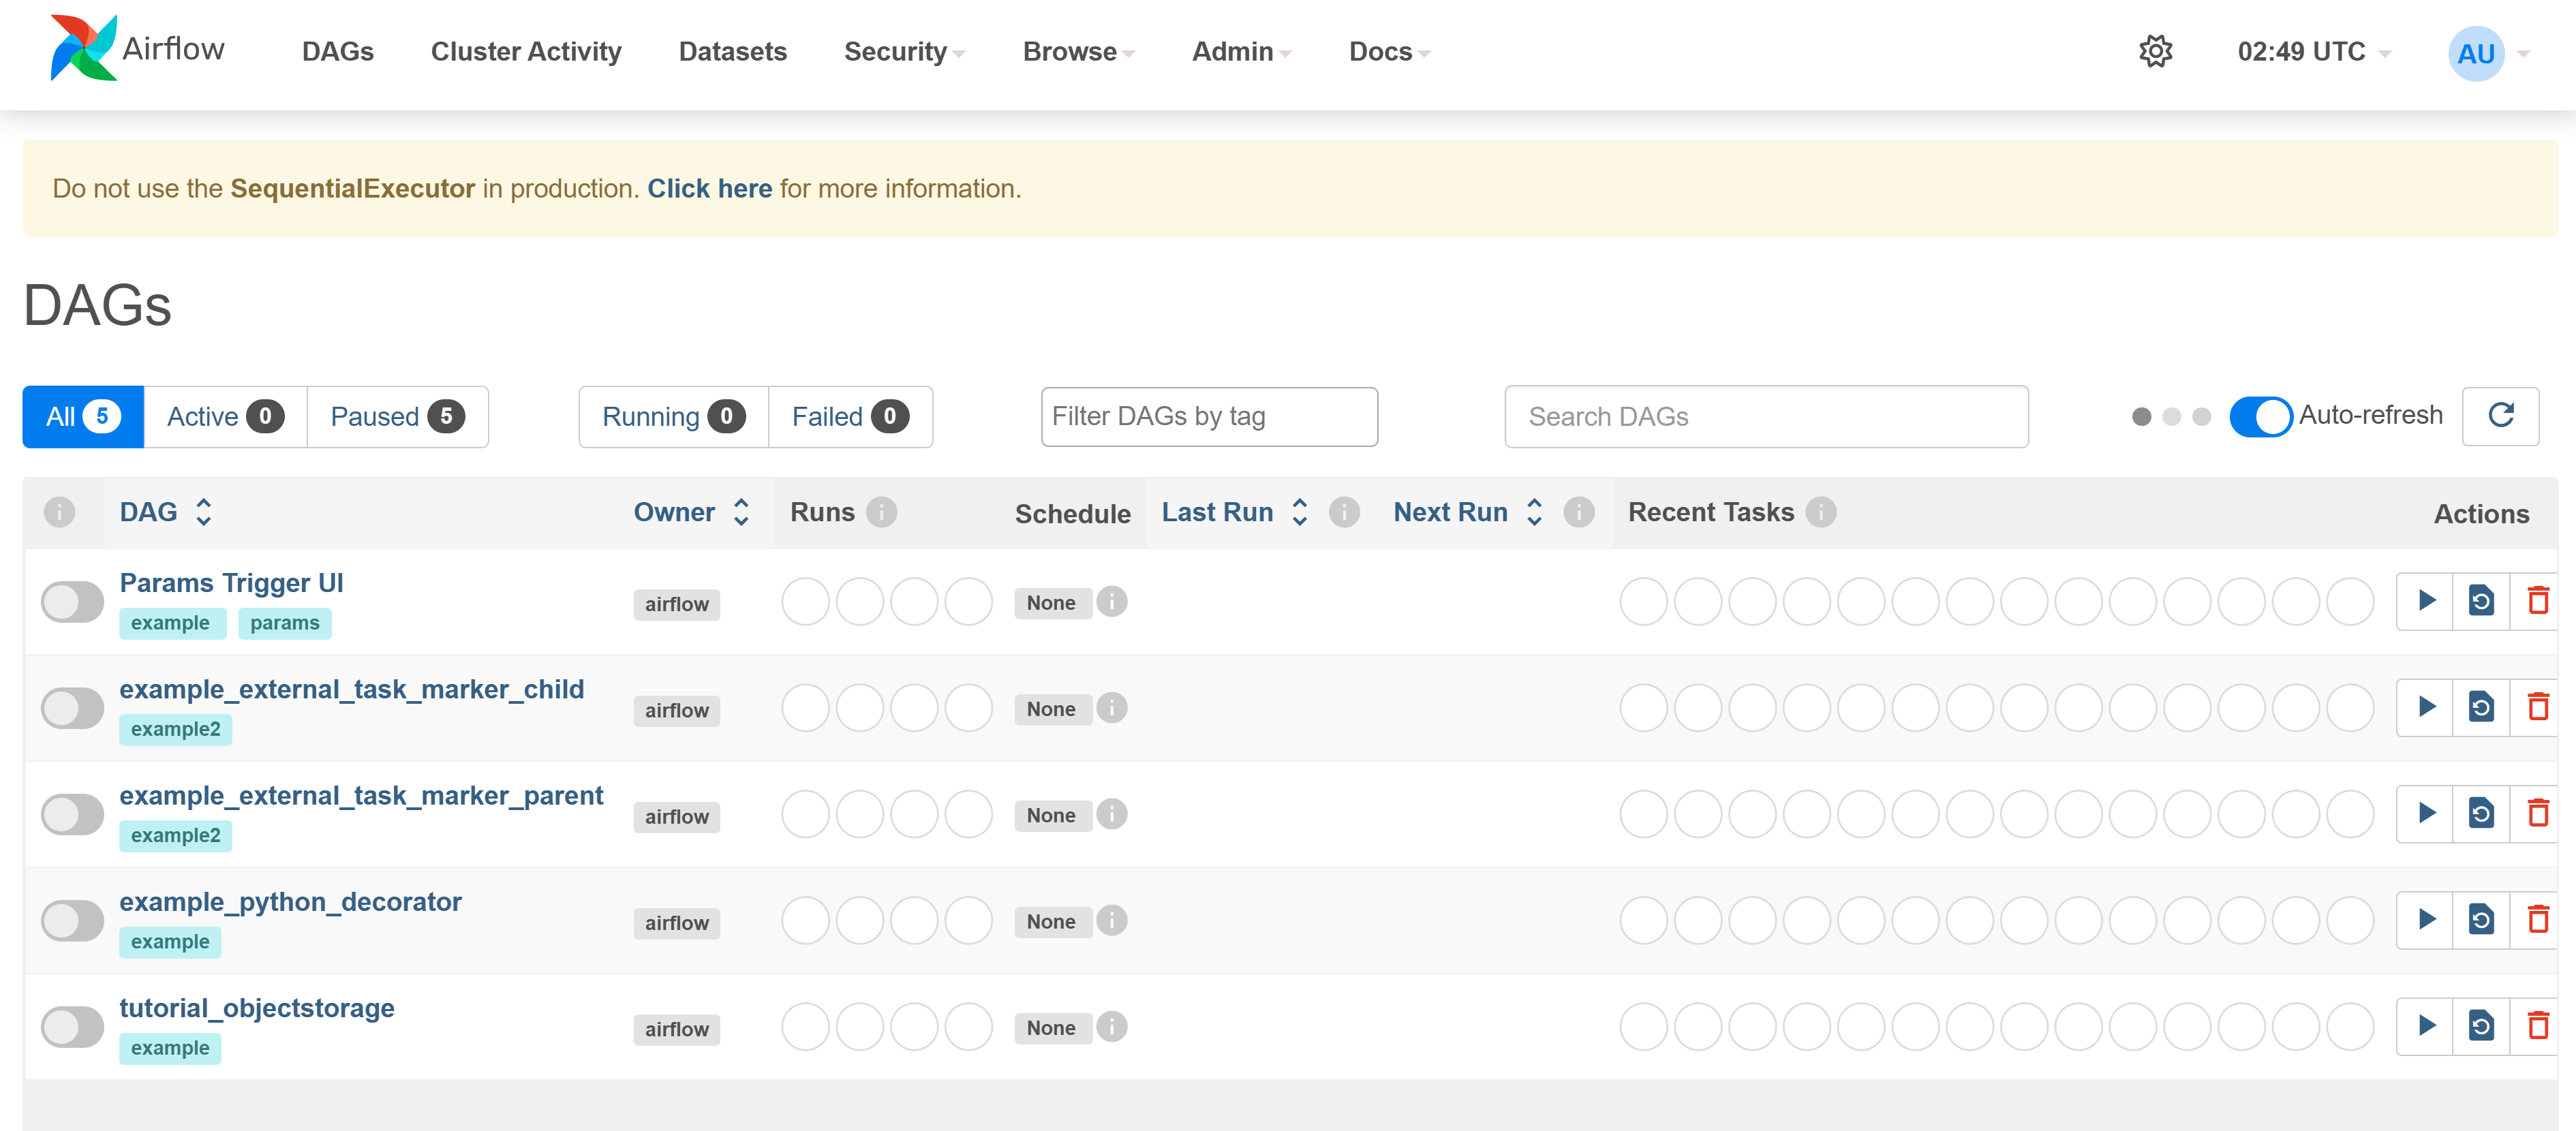 Airflow DAGs Cluster Activity Datasets Security Browse Admin Docs 02:49 UTC AU
Do not use the SequentialExecutor in production. Click here for more information.
DAGs
All 5 Active 0 Paused 5 Running 0 Failed 0 Filter DAGs by tag Search DAGs Auto-refresh
DAG Owner Runs Schedule Last Run Next Run Recent Tasks Actions
Params Trigger UI
example params airflow None
example_external_task_marker_child
example2 airflow None
example_external_task_marker_parent
example2 airflow None
example_python_decorator
example airflow None
tutorial_objectstorage
example airflow None